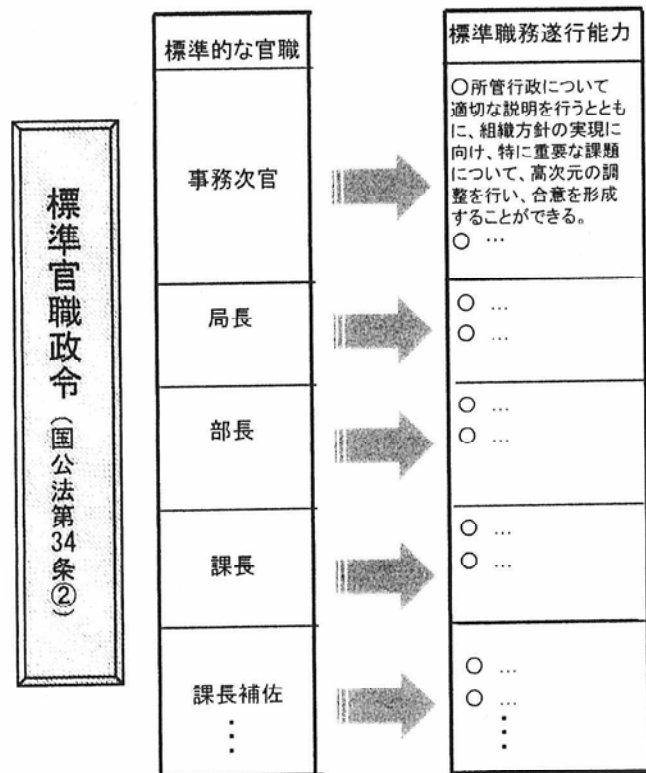 標準官職政令(国公法第34条②)
標準的な官職
標準職務遂行能力
事務次官
○所管行政について
適切な説明を行うととも
に、組織方針の実現に
向け、特に重要な課題
について、高次元の調
整を行い、合意を形成
することができる。
○ …
局長
○ …
○ …
部長
○ …
○ …
課長
○ …
○ …
課長補佐
・
・
・
○ …
○ …
・
・
・